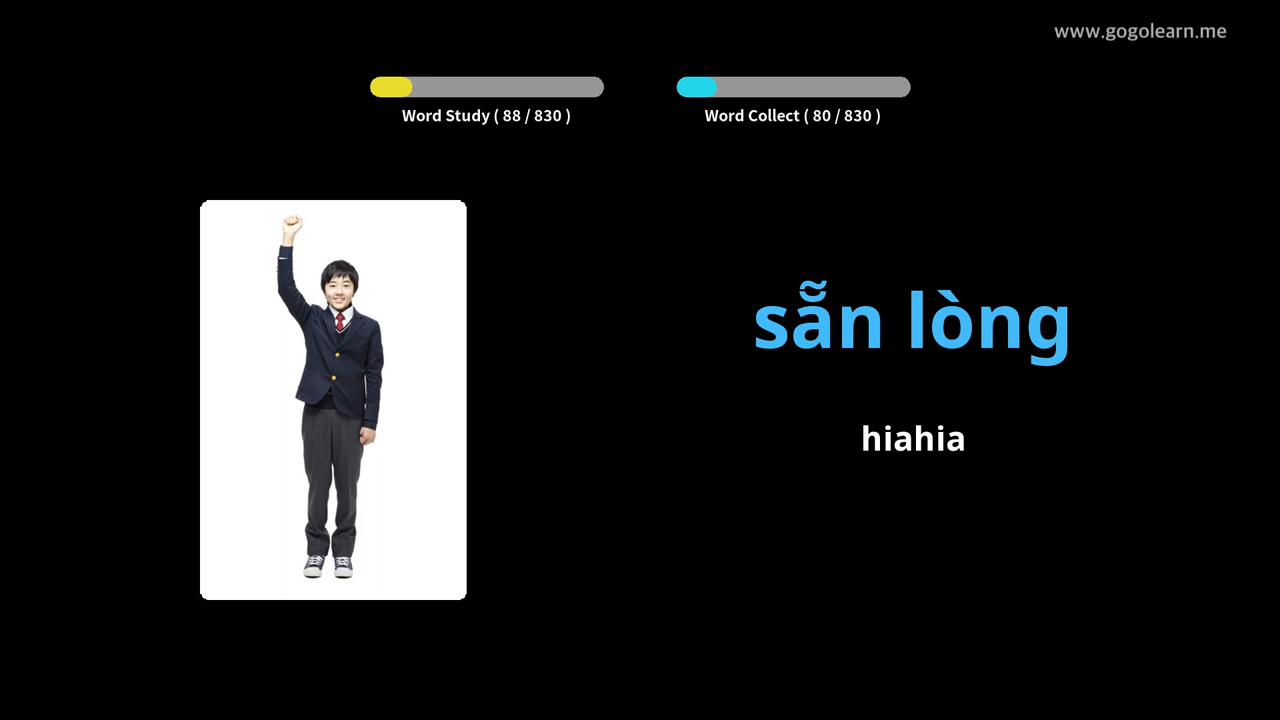 www.gogolearn.me
Word Study ( 88 / 830 )
Word Collect ( 80 / 830 )
sẵn lòng
hiahia